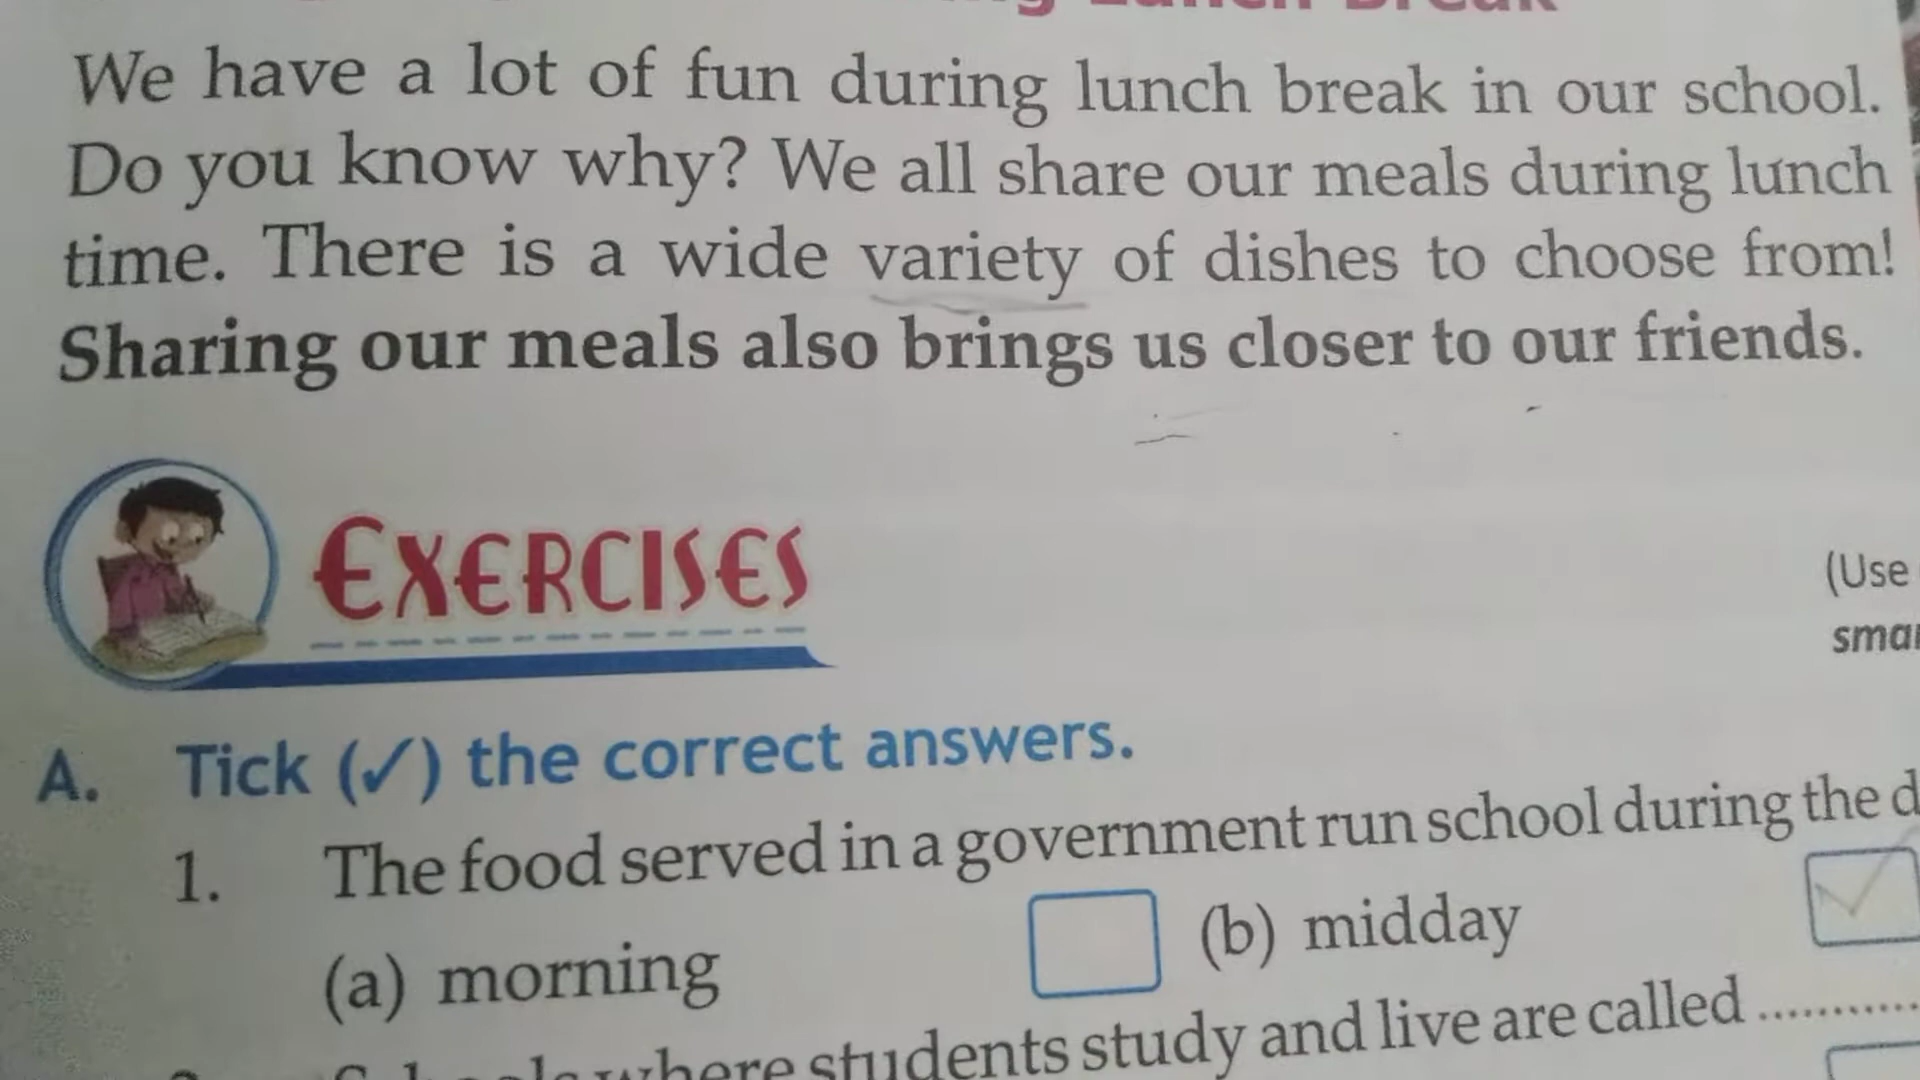 Lunch Break
We have a lot of fun during lunch break in our school.
Do you know why? We all share our meals during lunch
time. There is a wide variety of dishes to choose from!
Sharing our meals also brings us closer to our friends.
EXERCISES
(Use
A. Tick (✓) the correct answers.
1. The food served in a government run school during the
(a) morning (b) midday
where students study and live are called ............